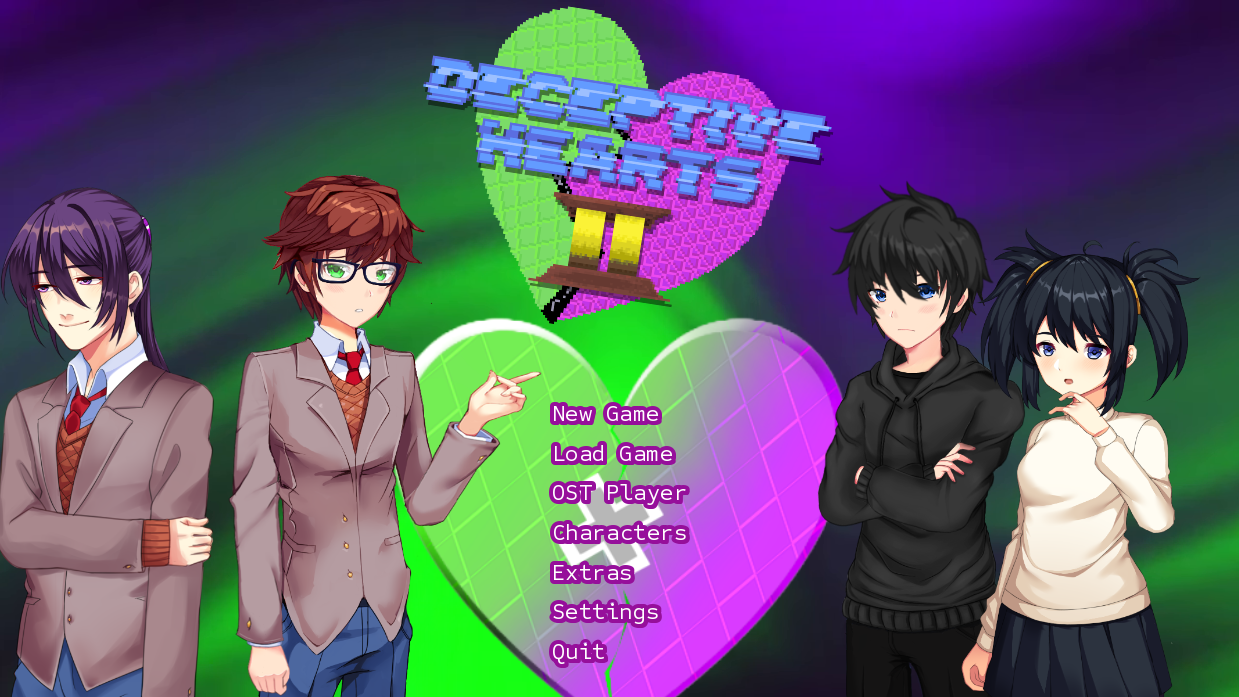 DECEPTIVE
HEARTS
II
New Game
Load Game
OST Player
Characters
Extras
Settings
Quit